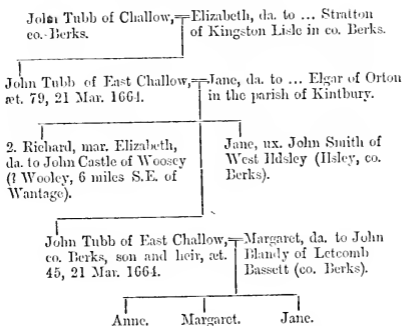 John Tubb of Challow, co. Berks.
Elizabeth, da. to ... Stratton of Kingston Lisle in co. Berks.
John Tubb of East Challow, æt. 79, 21 Mar. 1664.
Jane, da. to ... Elgar of Orton in the parish of Kintbury.
2. Richard, mar. Elizabeth,
da. to John Castle of Woosey
(? Wooley, 6 miles S.E. of
Wantage).
Jane, ux. John Smith of
West Ildsley (Ilsley, co.
Berks).
John Tubb of East Challow,
co. Berks, son and heir, æt.
45, 21 Mar. 1664.
Margaret, da. to John
Blandy of Letcomb
Bassett (co. Berks).
Anne. Margaret. Jane.